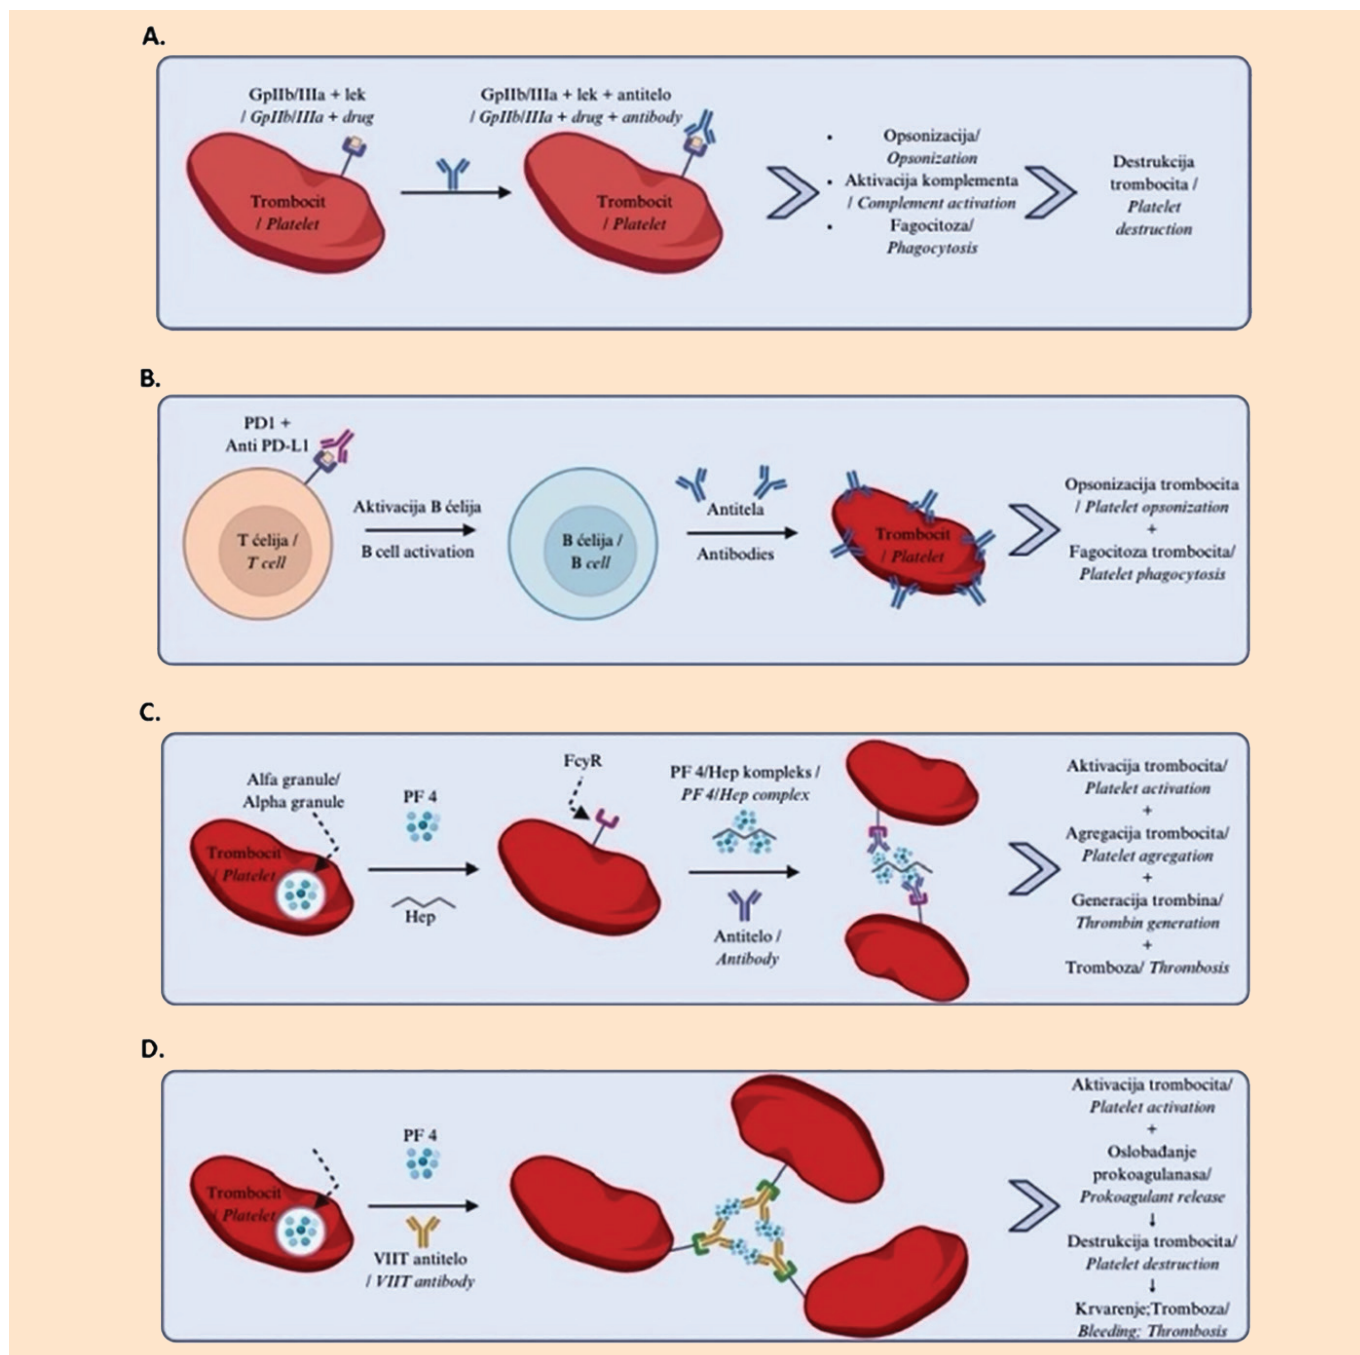 A.
GpIIb/IIIa + lek
/ GpIIb/IIIa + drug
GpIIb/IIIa + lek + antitelo
/ GpIIb/IIIa + drug + antibody
Trombocit
/ Platelet
Trombocit
/ Platelet
• Opsonizacija/
Opsonization
• Aktivacija komplementa
/ Complement activation
• Fagocitoza/
Phagocytosis
Destrukcija
trombocita /
Platelet
destruction
B.
PD1 +
Anti PD-L1
T ćelija /
T cell
Aktivacija B ćelija
B cell activation
B ćelija /
B cell
Antitela
Antibodies
Trombocit
/ Platelet
Opsonizacija trombocita
/ Platelet opsonization
+
Fagocitoza trombocita/
Platelet phagocytosis
C.
Alfa granule/
Alpha granule
Trombocit
/ Platelet
PF 4
Hep
FcyR
PF 4/Hep kompleks /
PF 4/Hep complex
Antitelo /
Antibody
Aktivacija trombocita/
Platelet activation
+
Agregacija trombocita/
Platelet agregation
+
Generacija trombina/
Thrombin generation
+
Tromboza/ Thrombosis
D.
Trombocit
/ Platelet
PF 4
VIIT antitelo
/ VIIT antibody
Aktivacija trombocita/
Platelet activation
+
Oslobađanje
prokoagulanasa/
Prokoagulant release
↓
Destrukcija trombocita/
Platelet destruction
↓
Krvarenje;Tromboza/
Bleeding; Thrombosis